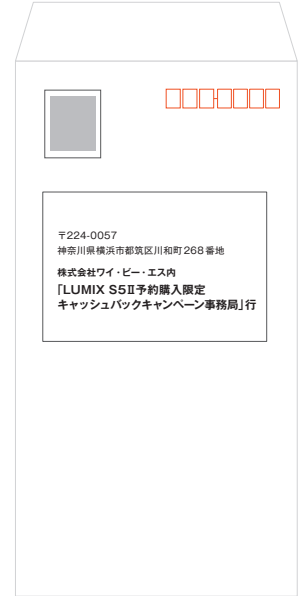 〒224-0057
神奈川県横浜市都筑区川和町268番地
株式会社ワイ・ピー・エス内
「LUMIX S5Ⅱ予約購入限定
キャッシュバックキャンペーン事務局」行